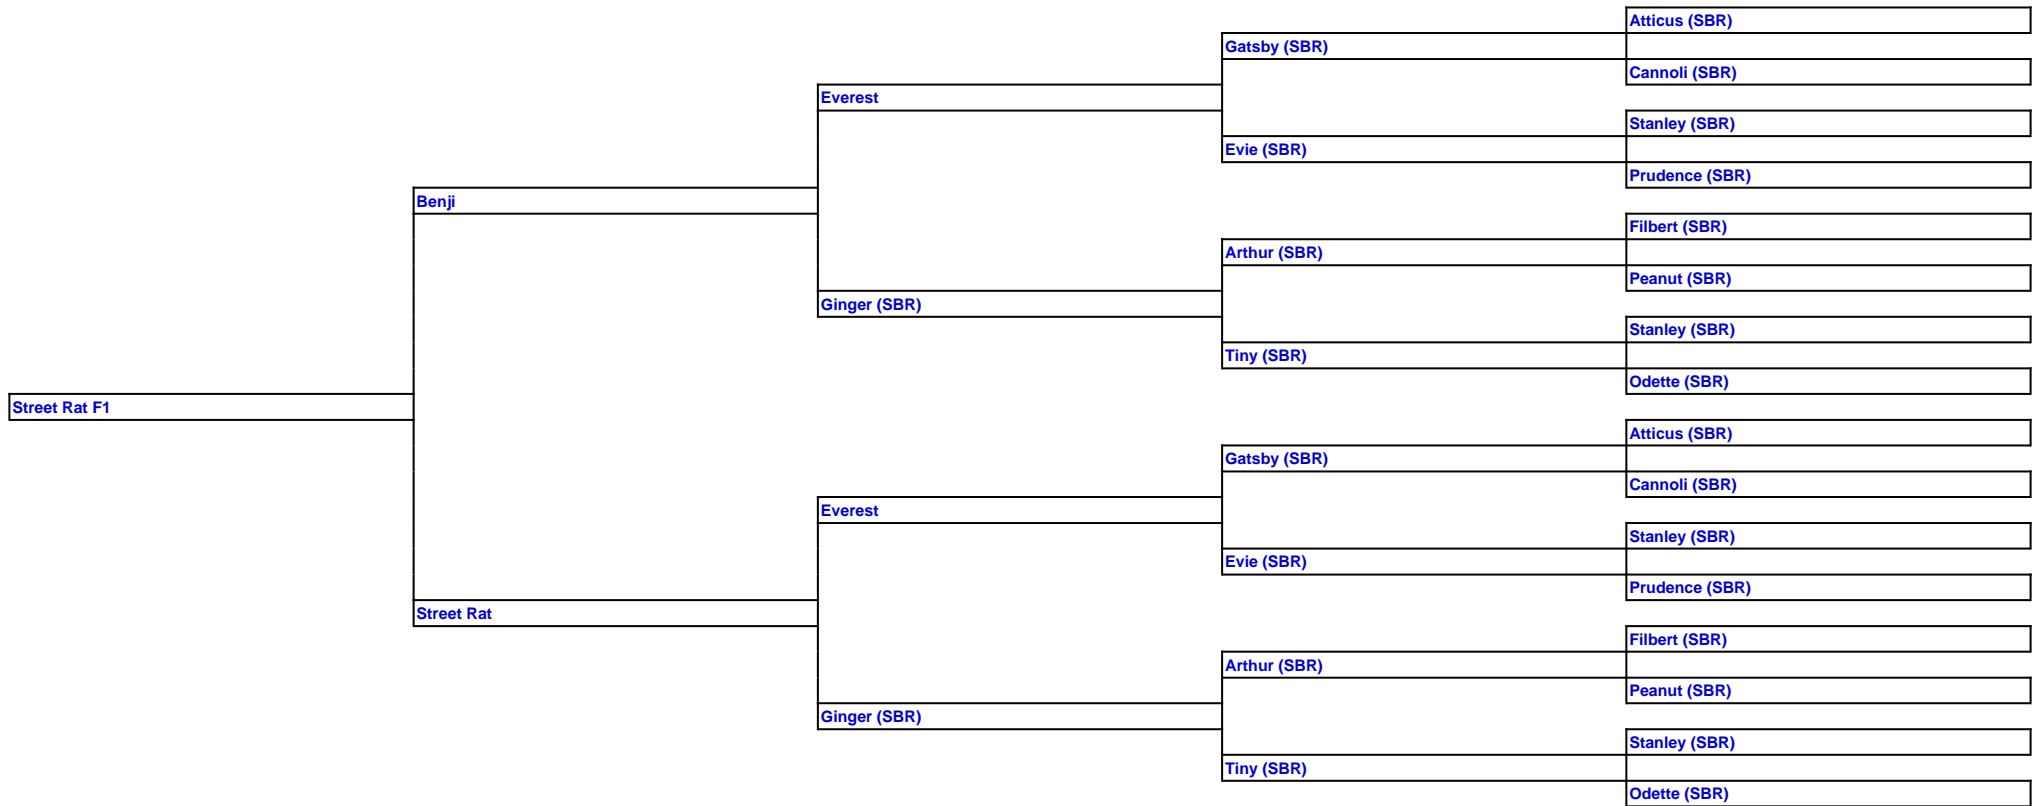 Atticus (SBR)
Gatsby (SBR)
Cannoli (SBR)
Everest
Stanley (SBR)
Evie (SBR)
Prudence (SBR)
Benji
Filbert (SBR)
Arthur (SBR)
Peanut (SBR)
Ginger (SBR)
Stanley (SBR)
Tiny (SBR)
Odette (SBR)
Street Rat F1
Atticus (SBR)
Gatsby (SBR)
Cannoli (SBR)
Everest
Stanley (SBR)
Evie (SBR)
Prudence (SBR)
Street Rat
Filbert (SBR)
Arthur (SBR)
Peanut (SBR)
Ginger (SBR)
Stanley (SBR)
Tiny (SBR)
Odette (SBR)